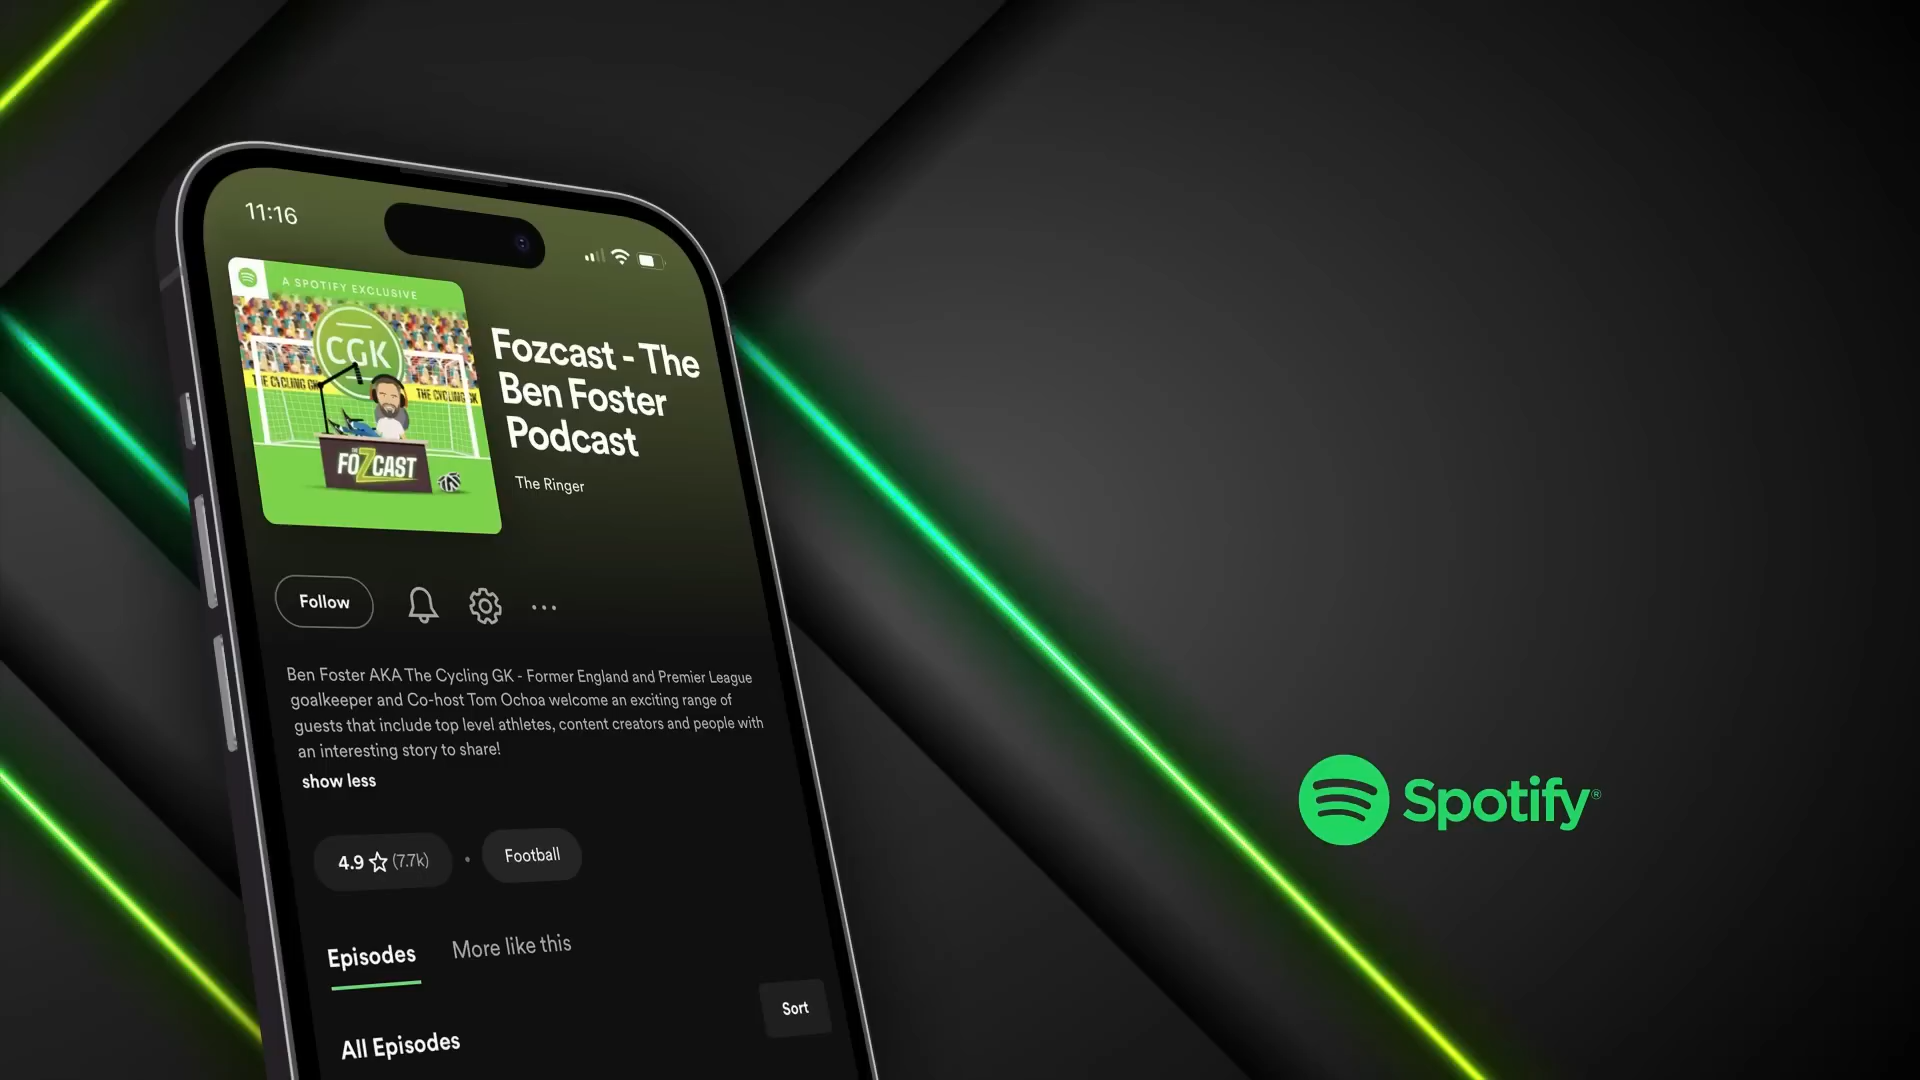 11:16
A SPOTIFY EXCLUSIVE
CGK
THE CYCLING GK
THE CYCLING GK
THE
FOZCAST
Fozcast - The
Ben Foster
Podcast
The Ringer
Follow
Ben Foster AKA The Cycling GK - Former England and Premier League
goalkeeper and Co-host Tom Ochoa welcome an exciting range of
guests that include top level athletes, content creators and people with
an interesting story to share!
show less
4.9 (7.7k) • Football
Episodes More like this
Sort
All Episodes
Spotify®